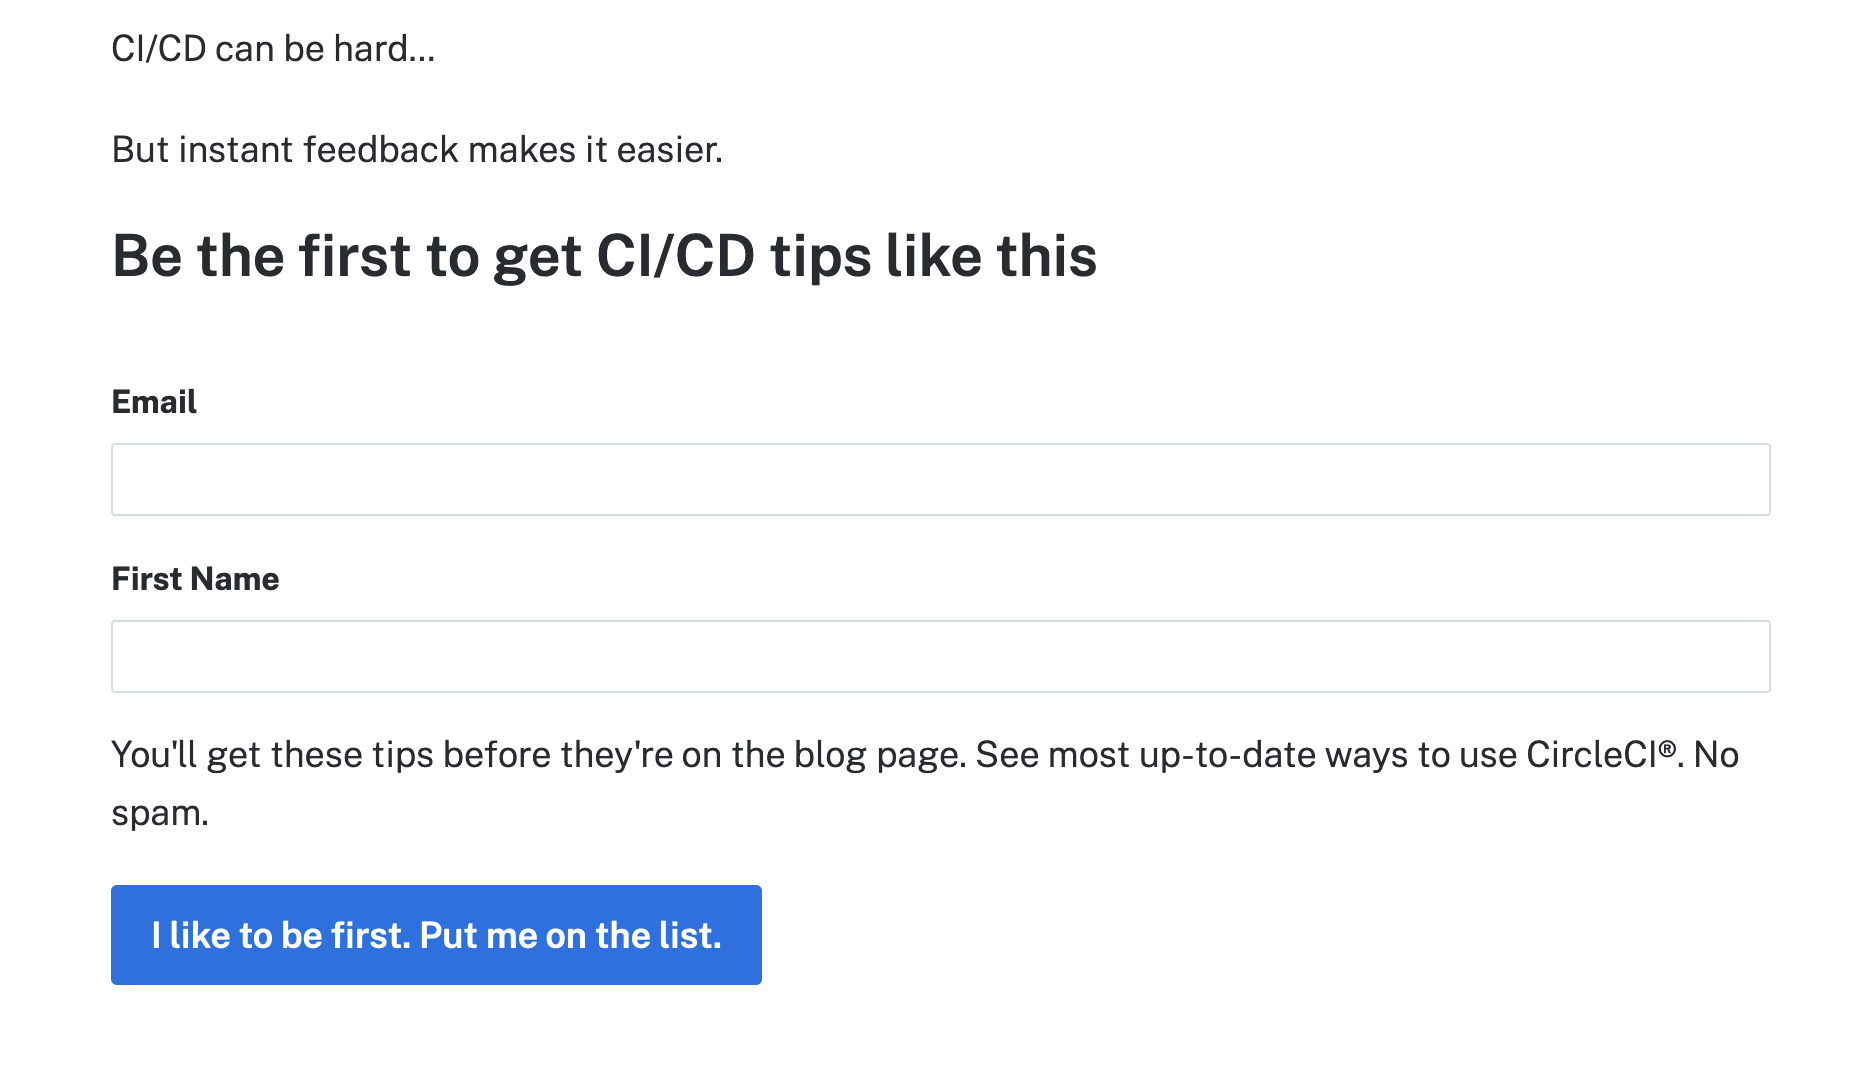 CI/CD can be hard...
But instant feedback makes it easier.
Be the first to get CI/CD tips like this
Email
First Name
You'll get these tips before they're on the blog page. See most up-to-date ways to use CircleCI®. No
spam.
I like to be first. Put me on the list.